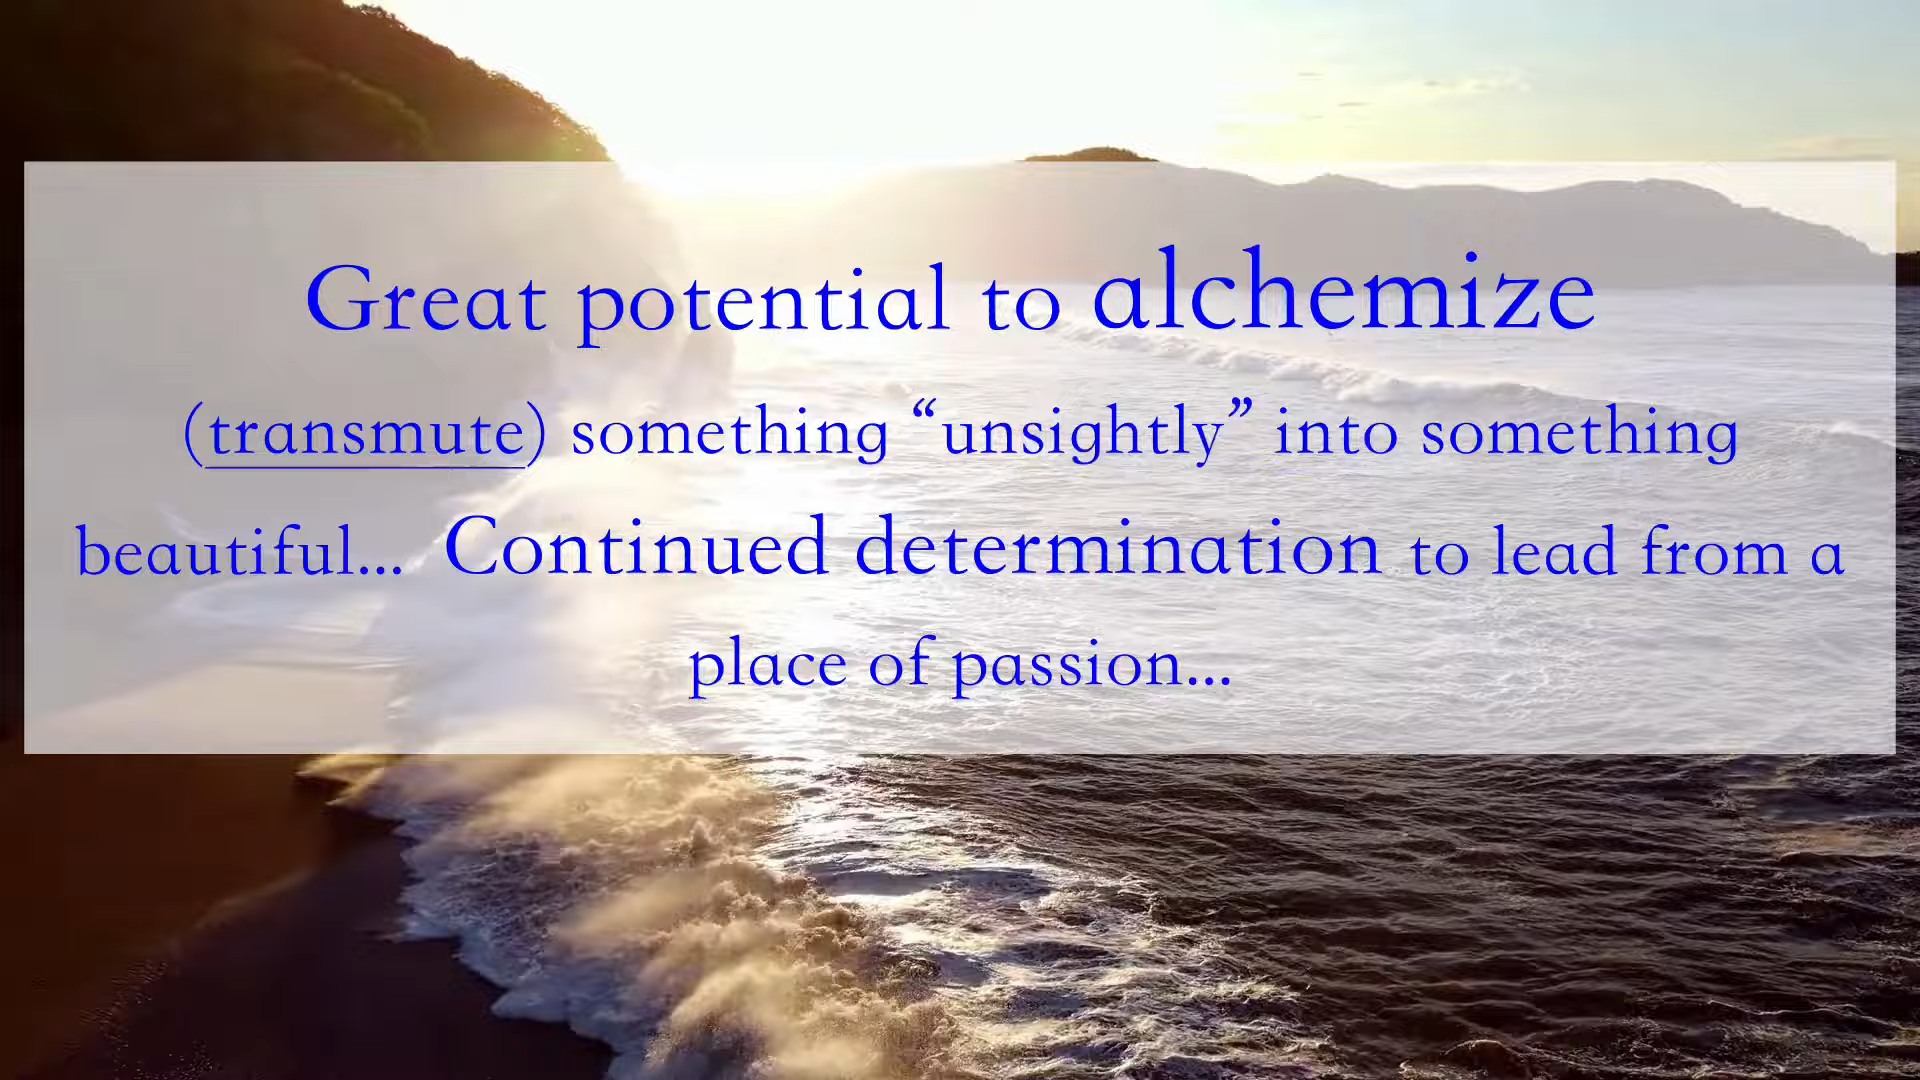 Great potential to alchemize
(transmute) something “unsightly” into something
beautiful... Continued determination to lead from a
place of passion...